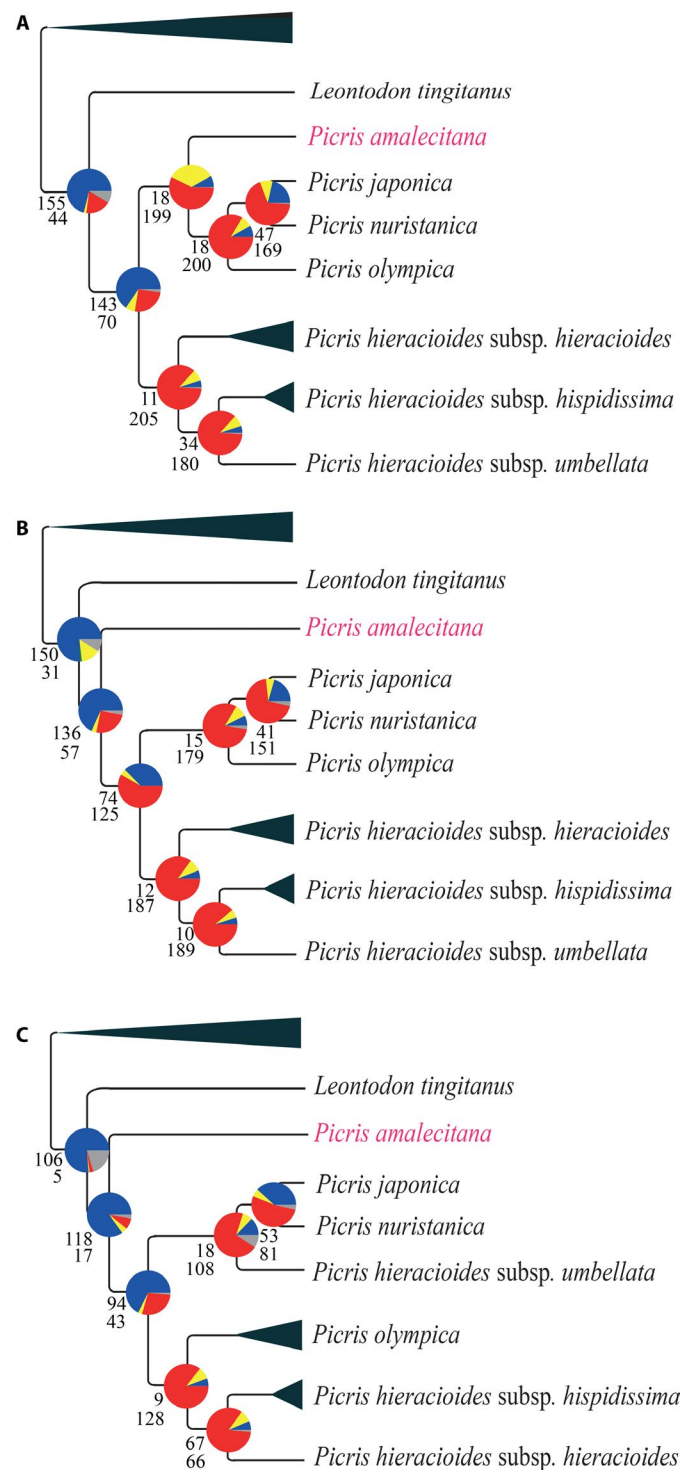 A
Leontodon tingitanus
Picris amalecitana
Picris japonica
155
44
18
199
47
169
Picris nuristanica
18
200
Picris olympica
143
70
Picris hieracioides subsp. hieracioides
11
205
Picris hieracioides subsp. hispidissima
34
180
Picris hieracioides subsp. umbellata
B
Leontodon tingitanus
Picris amalecitana
150
31
Picris japonica
41
151
Picris nuristanica
136
57
15
179
Picris olympica
74
125
Picris hieracioides subsp. hieracioides
12
187
Picris hieracioides subsp. hispidissima
10
189
Picris hieracioides subsp. umbellata
C
Leontodon tingitanus
Picris amalecitana
106
5
Picris japonica
53
81
Picris nuristanica
118
17
18
108
Picris hieracioides subsp. umbellata
94
43
Picris olympica
9
128
Picris hieracioides subsp. hispidissima
67
66
Picris hieracioides subsp. hieracioides